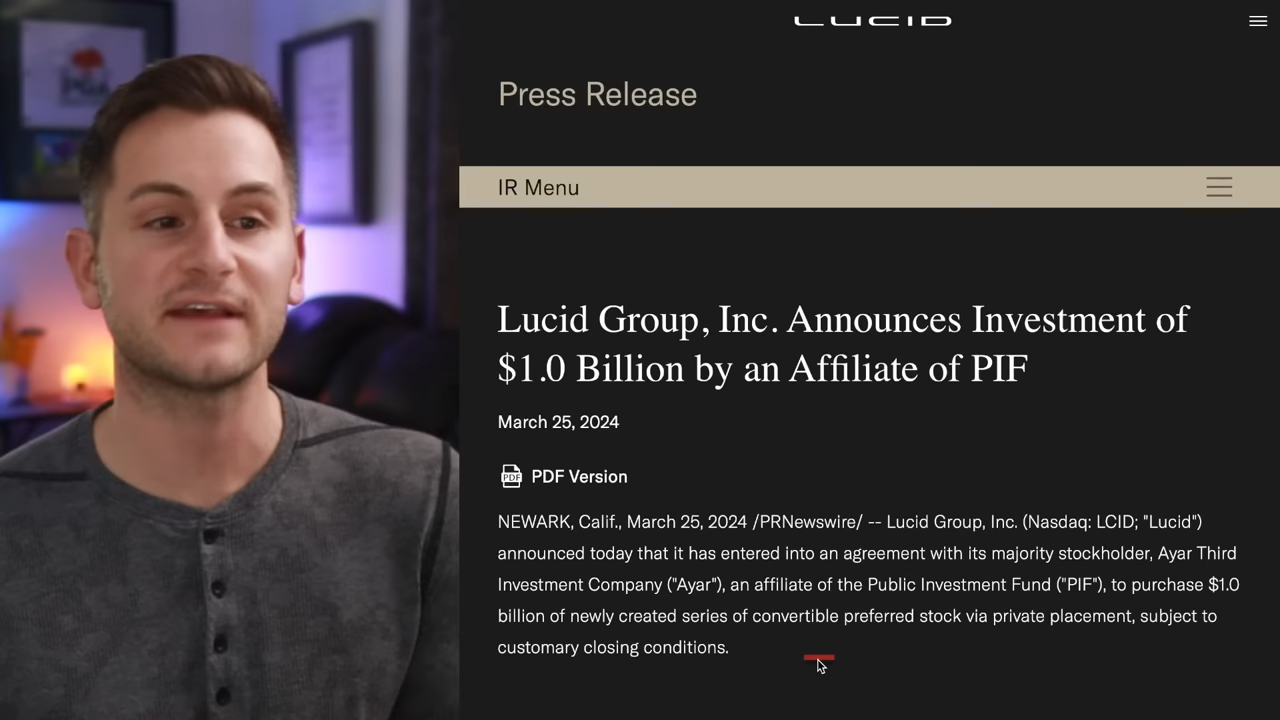 LUCID
Press Release
IR Menu
Lucid Group, Inc. Announces Investment of
$1.0 Billion by an Affiliate of PIF
March 25, 2024
PDF
PDF Version
NEWARK, Calif., March 25, 2024 /PRNewswire/ -- Lucid Group, Inc. (Nasdaq: LCID; "Lucid")
announced today that it has entered into an agreement with its majority stockholder, Ayar Third
Investment Company ("Ayar"), an affiliate of the Public Investment Fund ("PIF"), to purchase $1.0
billion of newly created series of convertible preferred stock via private placement, subject to
customary closing conditions.